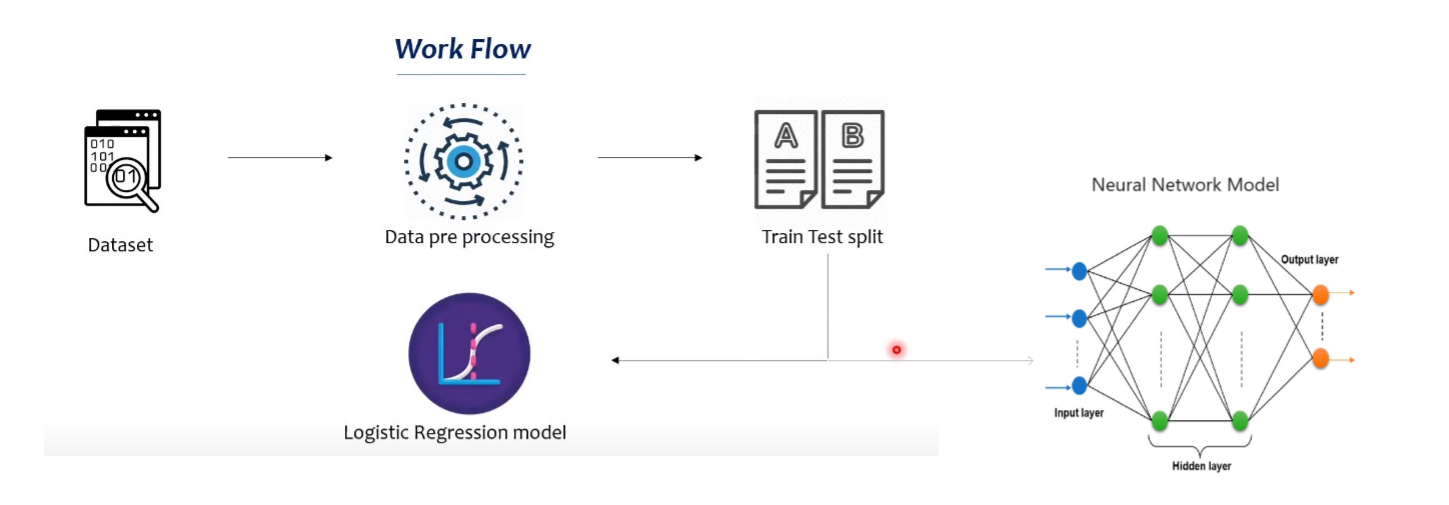 Work Flow
010
101
00
01
A
B
Dataset
Data pre processing
Train Test split
Neural Network Model
Output layer
Input layer
Hidden layer
Logistic Regression model